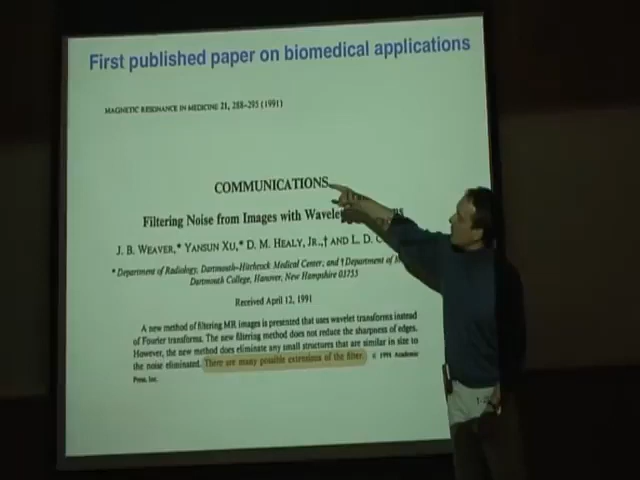 First published paper on biomedical applications
MAGNETIC RESONANCE IN MEDICINE 21, 288-295 (1991)
COMMUNICATIONS
Filtering Noise from Images with Wavelet
J. B. WEAVER,* YANSUN XU,* D. M. HEALY, JR.,† AND L. D.
*Department of Radiology, Dartmouth-Hitchcock Medical Center, and †Department of
Dartmouth College, Hanover, New Hampshire 03755
Received April 12, 1991
A new method of filtering MR images is presented that uses wavelet transforms instead
of Fourier transforms. The new filtering method does not reduce the sharpness of edges.
However, the new method does eliminate any small structures that are similar in size to
the noise eliminated. There are many possible extensions of the filter. © 1991 Academic
Press, Inc.